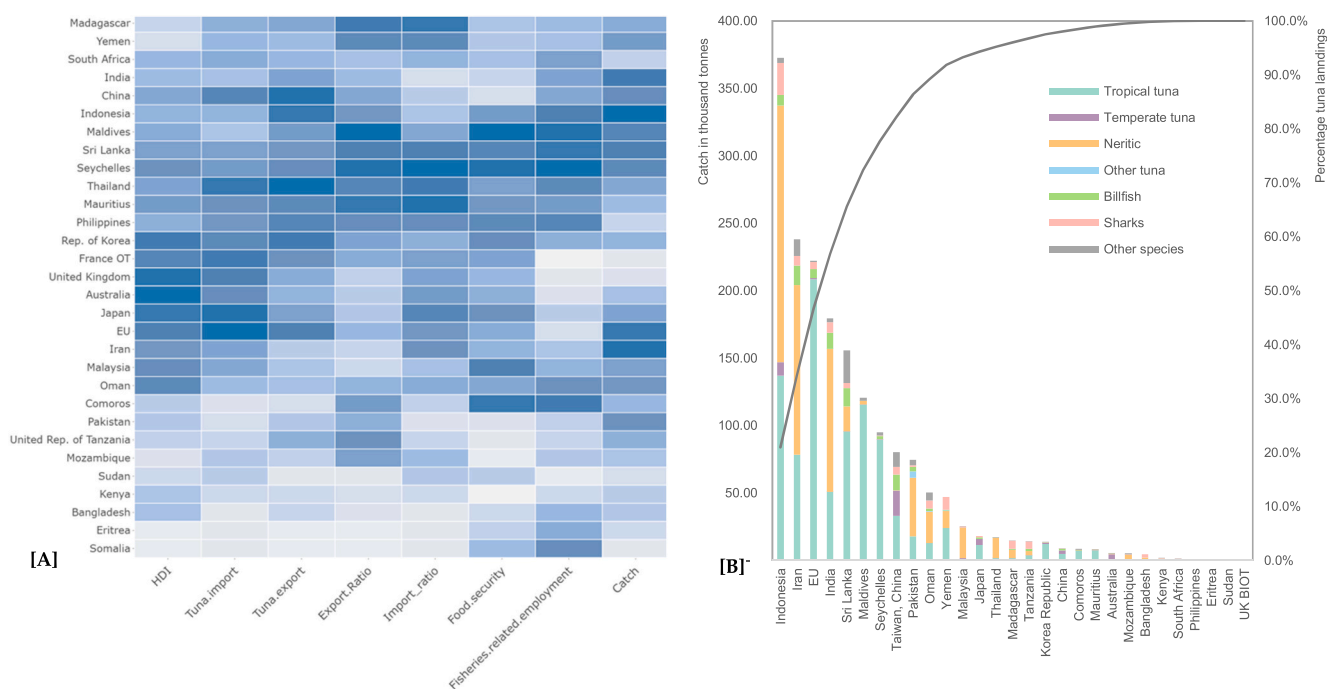 Madagascar
Yemen
South Africa
India
China
Indonesia
Maldives
Sri Lanka
Seychelles
Thailand
Mauritius
Philippines
Rep. of Korea
France OT
United Kingdom
Australia
Japan
EU
Iran
Malaysia
Oman
Comoros
Pakistan
United Rep. of Tanzania
Mozambique
Sudan
Kenya
Bangladesh
Eritrea
Somalia
HDI
Tuna.import
Tuna.export
Export.Ratio
Import_ratio
Food.security
Fisheries.related.employment
Catch
[A]
Catch in thousand tonnes
400.00
350.00
300.00
250.00
200.00
150.00
100.00
50.00
-
[B]
Tropical tuna
Temperate tuna
Neritic
Other tuna
Billfish
Sharks
Other species
100.0%
90.0%
80.0%
70.0%
60.0%
50.0%
40.0%
30.0%
20.0%
10.0%
0.0%
Percentage tuna lanndings
Indonesia
Iran
EU
India
Sri Lanka
Maldives
Seychelles
Taiwan, China
Pakistan
Oman
Yemen
Malaysia
Japan
Thailand
Madagascar
Tanzania
Korea Republic
China
Comoros
Mauritius
Australia
Mozambique
Bangladesh
Kenya
South Africa
Philippines
Eritrea
Sudan
UK BIOT